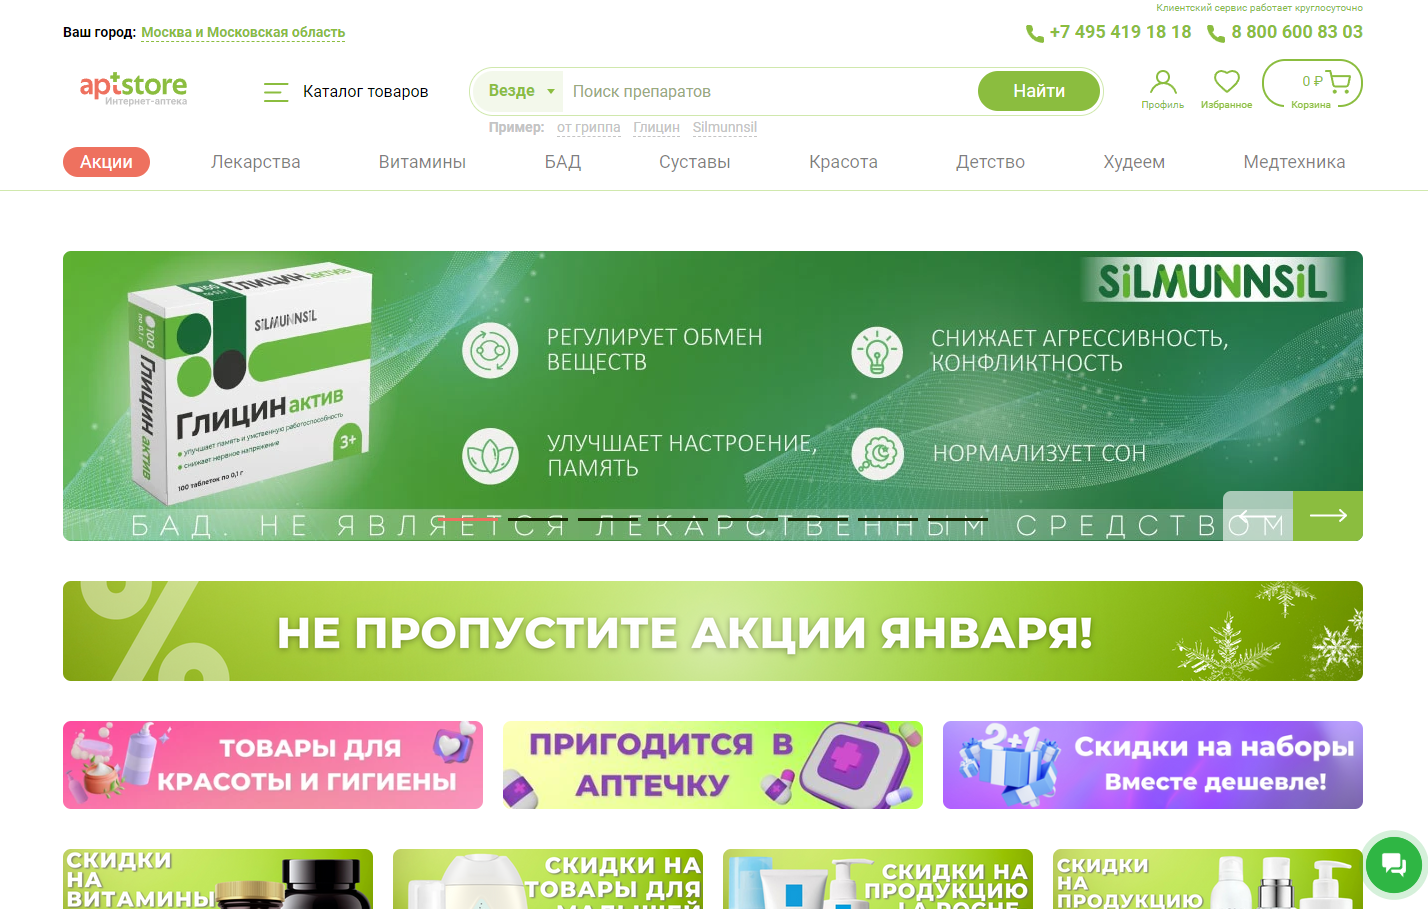 Клиентский сервис работает круглосуточно
Ваш город: Москва и Московская область
+7 495 419 18 18
8 800 600 83 03
aptstore
Интернет-аптека
Каталог товаров
Везде
Поиск препаратов
Найти
Профиль
Избранное
0 ₽
Корзина
Пример: от гриппа Глицин Silmunnsil
Акции
Лекарства
Витамины
БАД
Суставы
Красота
Детство
Худеем
Медтехника
SILMUNNSIL
Глицин актив
SILMUNNSIL
Глицин актив
улучшает память и умственную работоспособность
снижает нервное напряжение
3+
100 таблеток по 0,1 г
Глицин актив
РЕГУЛИРУЕТ ОБМЕН
ВЕЩЕСТВ
СНИЖАЕТ АГРЕССИВНОСТЬ,
КОНФЛИКТНОСТЬ
УЛУЧШАЕТ НАСТРОЕНИЕ,
ПАМЯТЬ
НОРМАЛИЗУЕТ СОН
БАД. НЕ ЯВЛЯЕТСЯ ЛЕКАРСТВЕННЫМ СРЕДСТВОМ
%
НЕ ПРОПУСТИТЕ АКЦИИ ЯНВАРЯ!
ТОВАРЫ ДЛЯ
КРАСОТЫ И ГИГИЕНЫ
ПРИГОДИТСЯ В
АПТЕЧКУ
2+1
Скидки на наборы
Вместе дешевле!
СКИДКИ
НА
ВИТАМИНЫ
СКИДКИ НА
ТОВАРЫ ДЛЯ
МАЛЫШЕЙ
СКИДКИ НА
ПРОДУКЦИЮ
LA ROCHE
СКИДКИ
НА
ПРОДУКЦИЮ